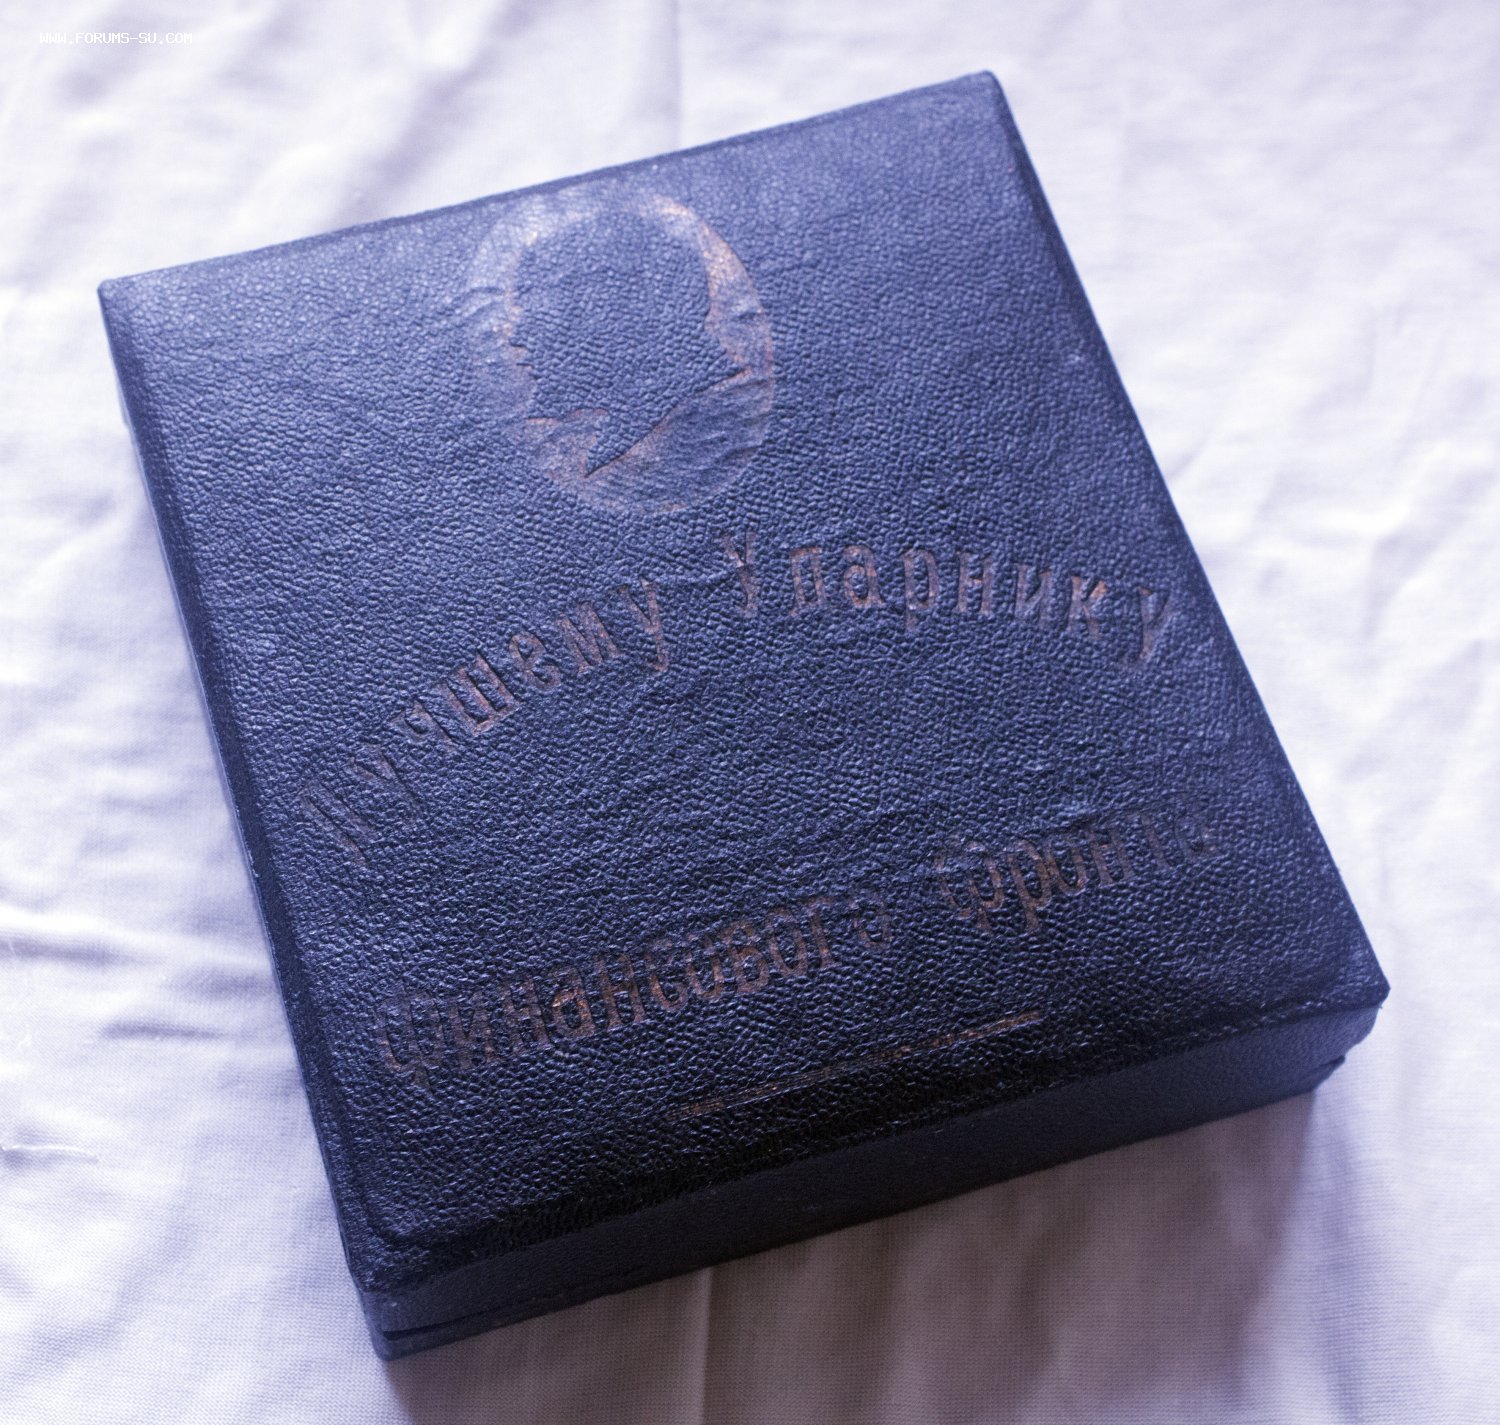 WWW.FORUMS-SU.COM
Лучшему Ударнику
Финансового Фронта